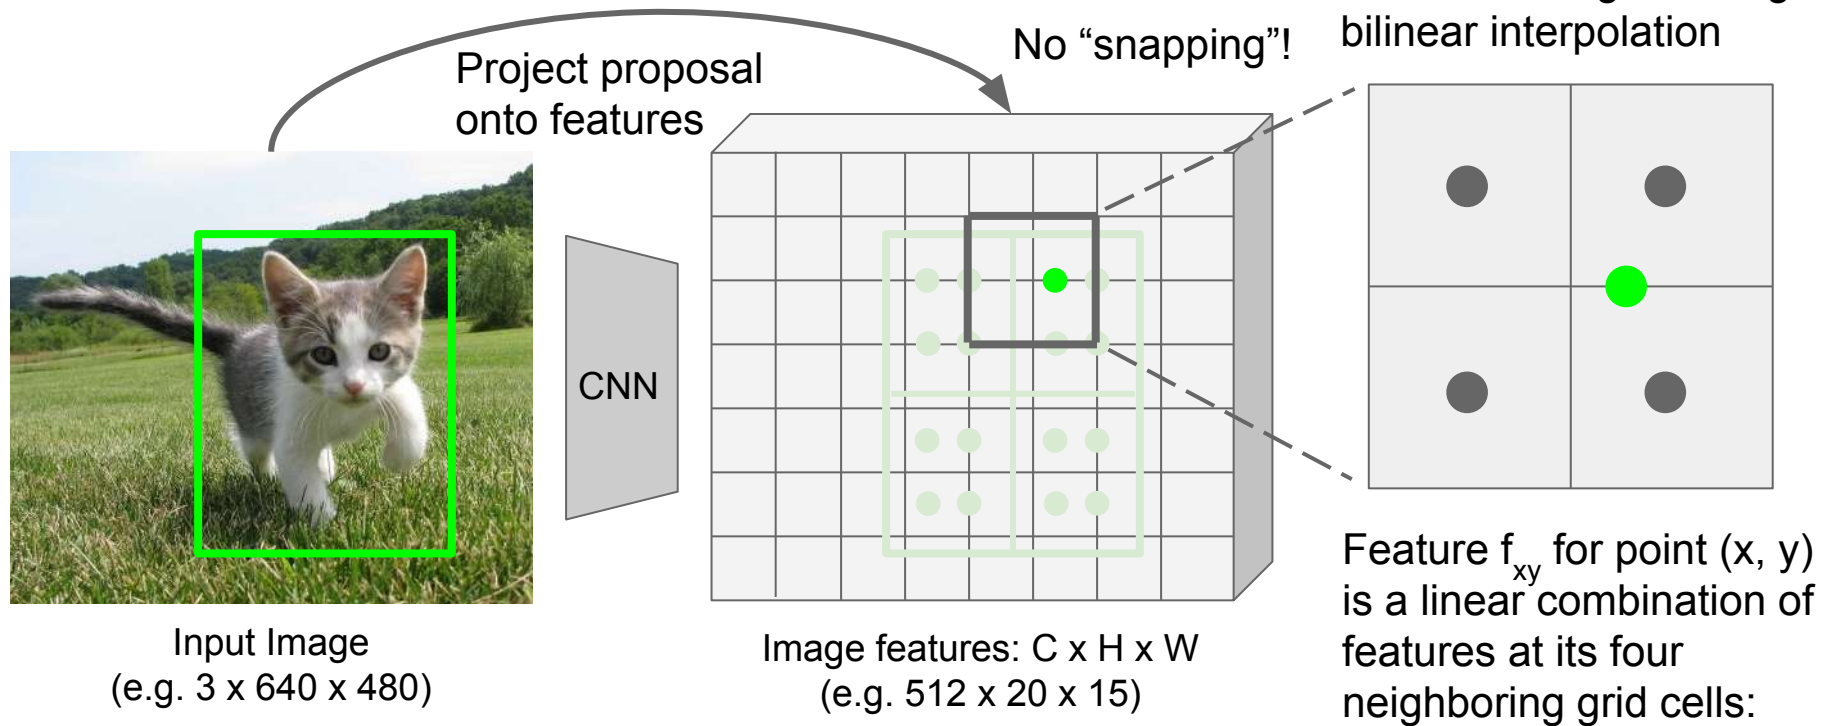 No “snapping”!
bilinear interpolation
Project proposal
onto features
CNN
Input Image
(e.g. 3 x 640 x 480)
Image features: C x H x W
(e.g. 512 x 20 x 15)
Feature fxy for point (x, y)
is a linear combination of
features at its four
neighboring grid cells: